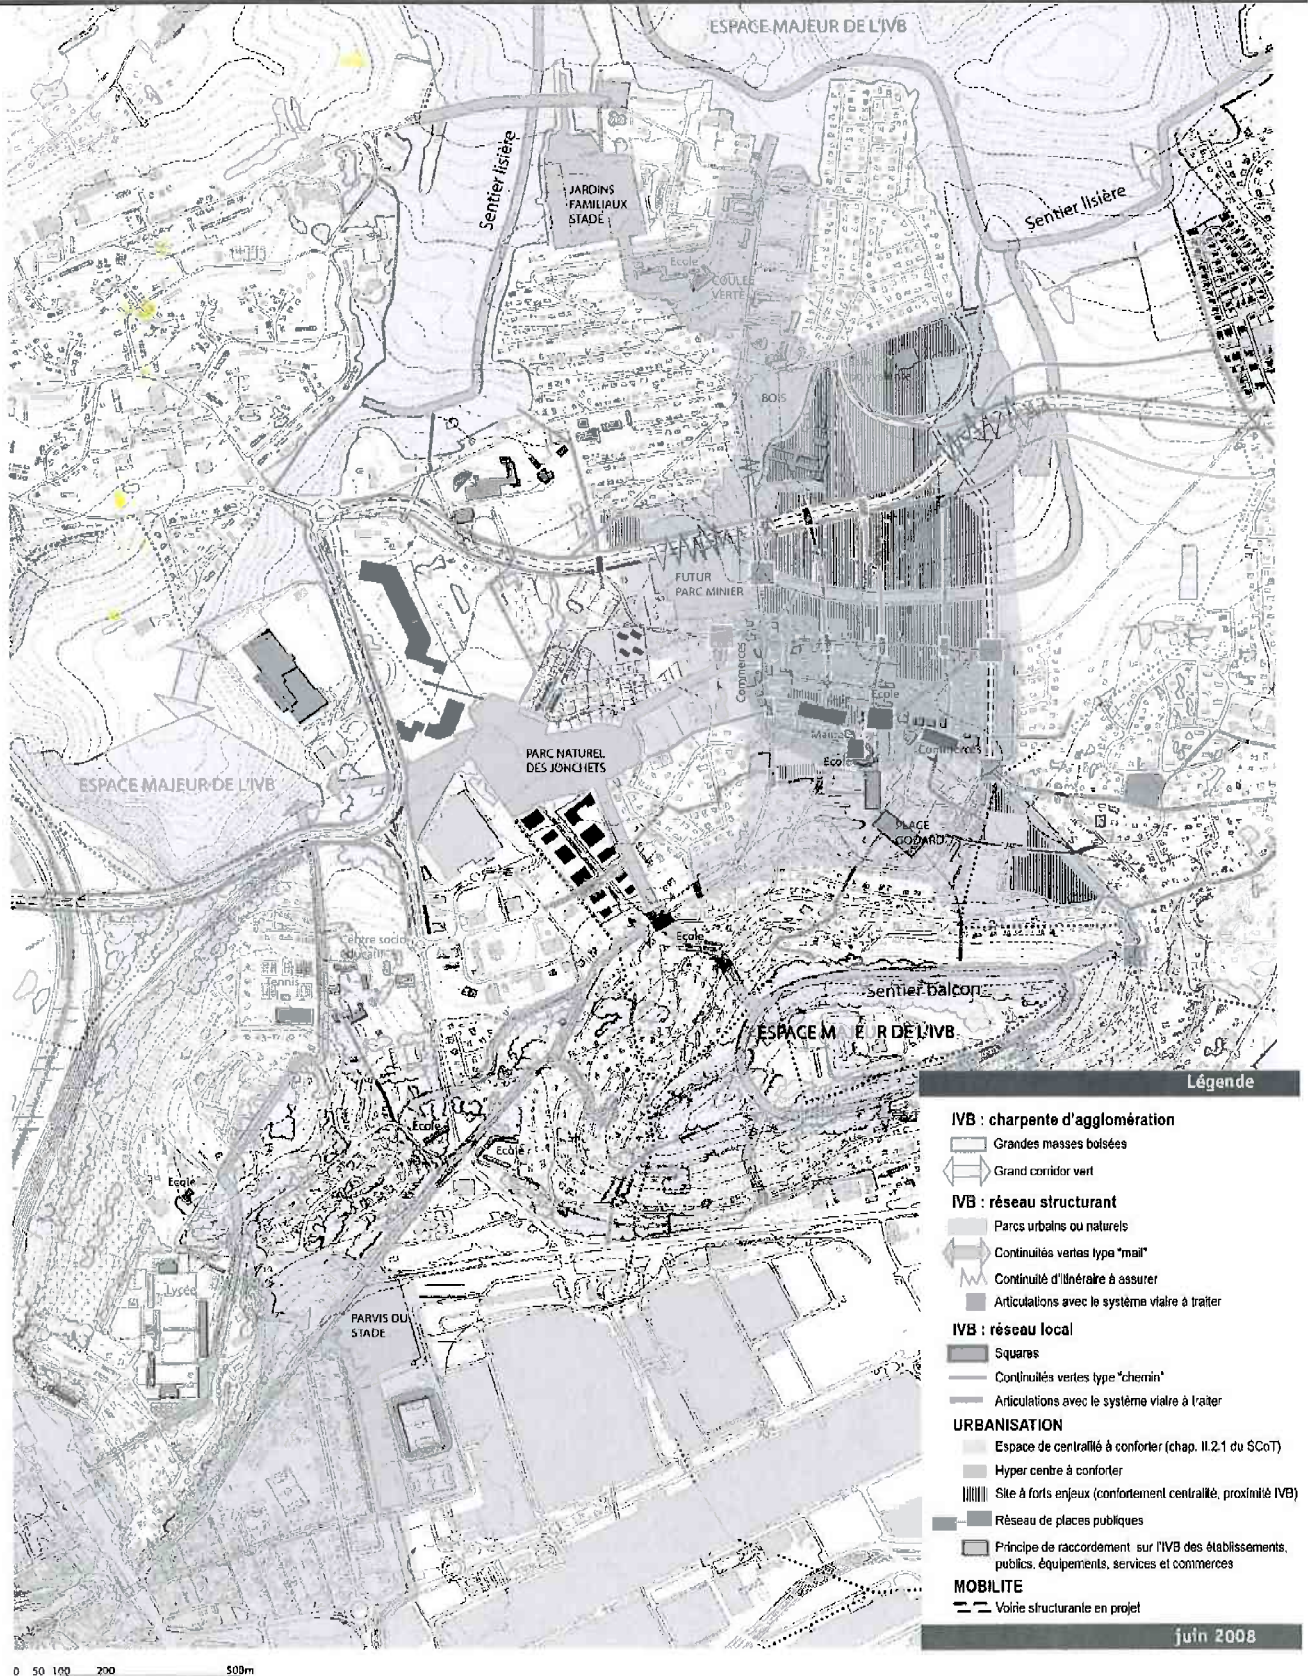 ESPACE MAJEUR DE L'IVB
Sentier lisière
JARDINS
FAMILIAUX
STADE
Sentier lisière
Ecole
COULEE
VERTE
BOIS
FUTUR
PARC MINIER
Commerces
Ecole
Mairie
Commerces
Ecole
PARC NATUREL
DES JONCHETS
ESPACE MAJEUR DE L'IVB
PLACE
GODARD
Ecole
Centre socio
éducatif
Tennis
Sentier balcon
ESPACE MAJEUR DE L'IVB
Ecole
Ecole
Ecole
Lycée
PARVIS DU
STADE
Légende
IVB : charpente d'agglomération
Grandes masses boisées
Grand corridor vert
IVB : réseau structurant
Parcs urbains ou naturels
Continuités vertes type "mail"
Continuité d'itinéraire à assurer
Articulations avec le système viaire à traiter
IVB : réseau local
Squares
Continuités vertes type "chemin"
Articulations avec le système viaire à traiter
URBANISATION
Espace de centralité à conforter (chap. II.2.1 du SCoT)
Hyper centre à conforter
Site à forts enjeux (confortement centralité, proximité IVB)
Réseau de places publiques
Principe de raccordement sur l'IVB des établissements,
publics, équipements, services et commerces
MOBILITE
Voirie structurante en projet
juin 2008
0 50 100 200 500m